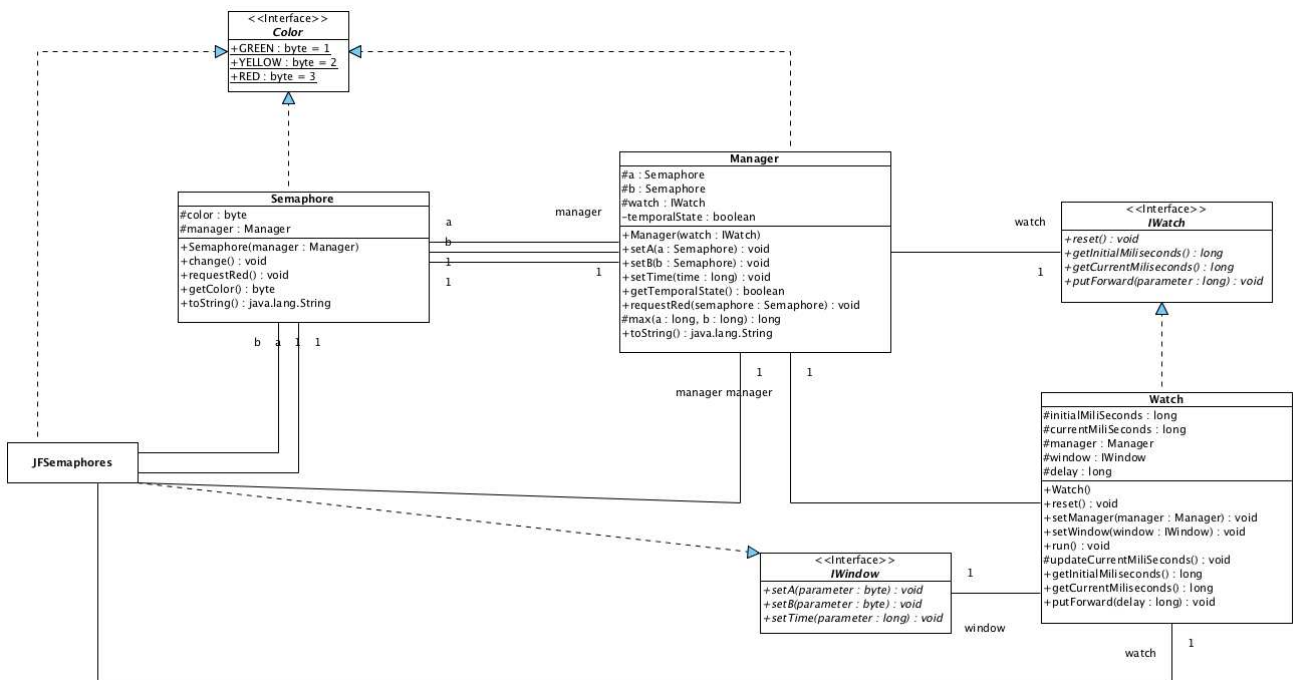 <<Interface>>
Color
+GREEN : byte = 1
+YELLOW : byte = 2
+RED : byte = 3
Semaphore
#color : byte
#manager : Manager
+Semaphore(manager : Manager)
+change() : void
+requestRed() : void
+getColor() : byte
+toString() : java.lang.String
a
b
1
1
manager
1
Manager
#a : Semaphore
#b : Semaphore
#watch : IWatch
-temporalState : boolean
+Manager(watch : IWatch)
+setA(a : Semaphore) : void
+setB(b : Semaphore) : void
+setTime(time : long) : void
+getTemporalState() : boolean
+requestRed(semaphore : Semaphore) : void
#max(a : long, b : long) : long
+toString() : java.lang.String
watch
1
<<Interface>>
IWatch
+reset() : void
+getInitialMiliseconds() : long
+getCurrentMiliseconds() : long
+putForward(parameter : long) : void
b a 1 1
1 1
manager manager
JFSemaphores
Watch
#initialMiliSeconds : long
#currentMiliSeconds : long
#manager : Manager
#window : IWindow
#delay : long
+Watch()
+reset() : void
+setManager(manager : Manager) : void
+setWindow(window : IWindow) : void
+run() : void
#updateCurrentMiliSeconds() : void
+getInitialMiliseconds() : long
+getCurrentMiliseconds() : long
+putForward(delay : long) : void
<<Interface>>
IWindow
+setA(parameter : byte) : void
+setB(parameter : byte) : void
+setTime(parameter : long) : void
1
window
watch
1